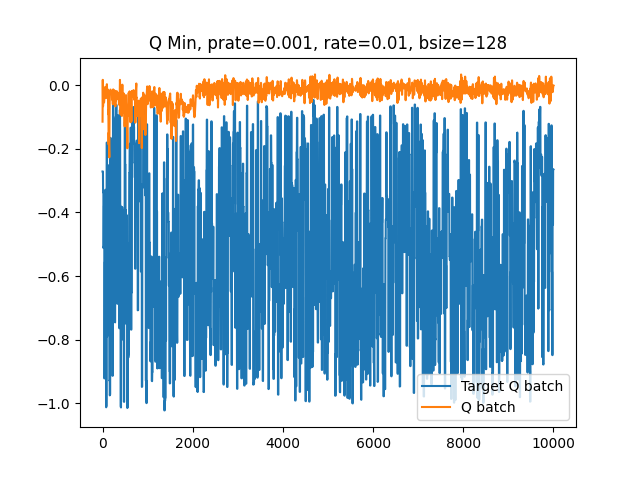 Q Min, prate=0.001, rate=0.01, bsize=128
0.0
−0.2
−0.4
−0.6
−0.8
−1.0
Target Q batch
Q batch
0 2000 4000 6000 8000 10000